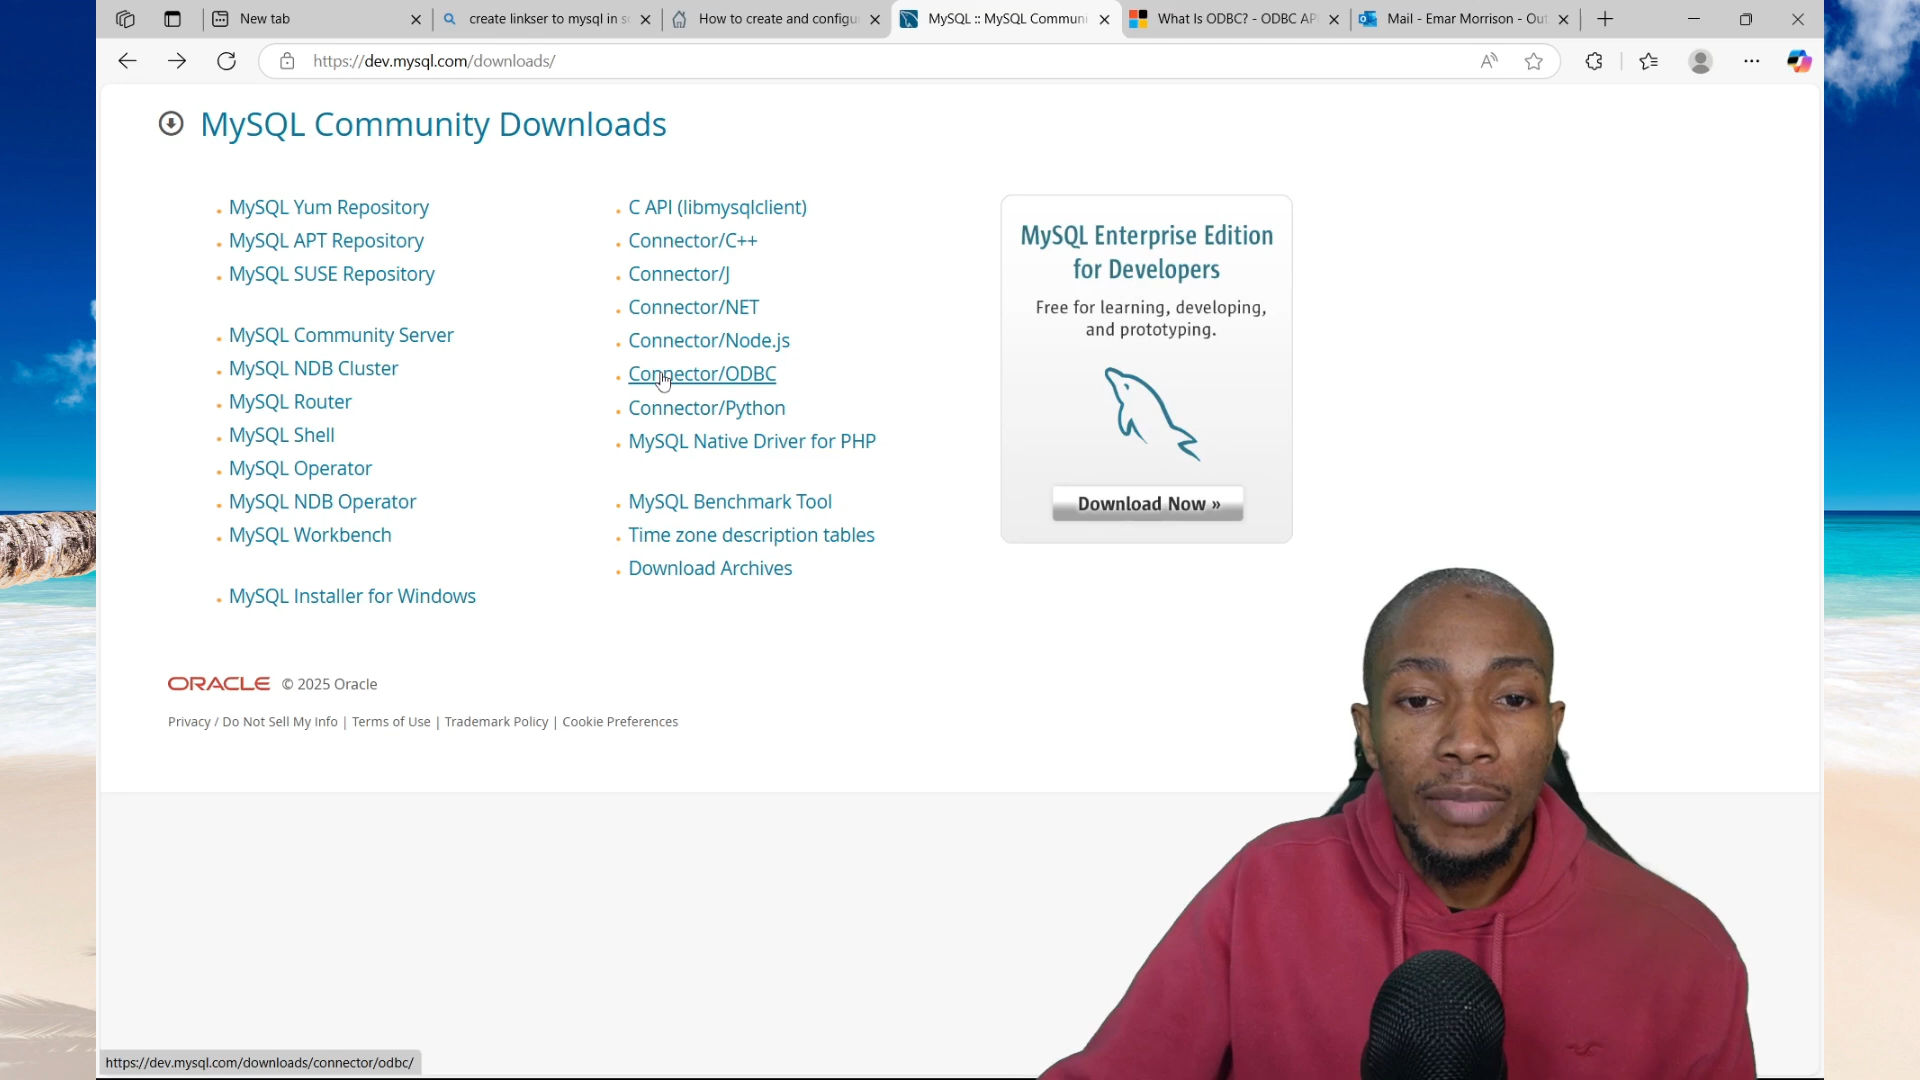 New tab
create linkser to mysql in s
How to create and configu
MySQL :: MySQL Communi
What Is ODBC? - ODBC AP
Mail - Emar Morrison - Out
https://dev.mysql.com/downloads/
MySQL Community Downloads
MySQL Yum Repository
MySQL APT Repository
MySQL SUSE Repository
MySQL Community Server
MySQL NDB Cluster
MySQL Router
MySQL Shell
MySQL Operator
MySQL NDB Operator
MySQL Workbench
MySQL Installer for Windows
C API (libmysqlclient)
Connector/C++
Connector/J
Connector/NET
Connector/Node.js
Connector/ODBC
Connector/Python
MySQL Native Driver for PHP
MySQL Benchmark Tool
Time zone description tables
Download Archives
MySQL Enterprise Edition
for Developers
Free for learning, developing,
and prototyping.
Download Now »
ORACLE © 2025 Oracle
Privacy / Do Not Sell My Info | Terms of Use | Trademark Policy | Cookie Preferences
https://dev.mysql.com/downloads/connector/odbc/